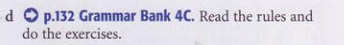 d p.132 Grammar Bank 4C. Read the rules and
do the exercises.